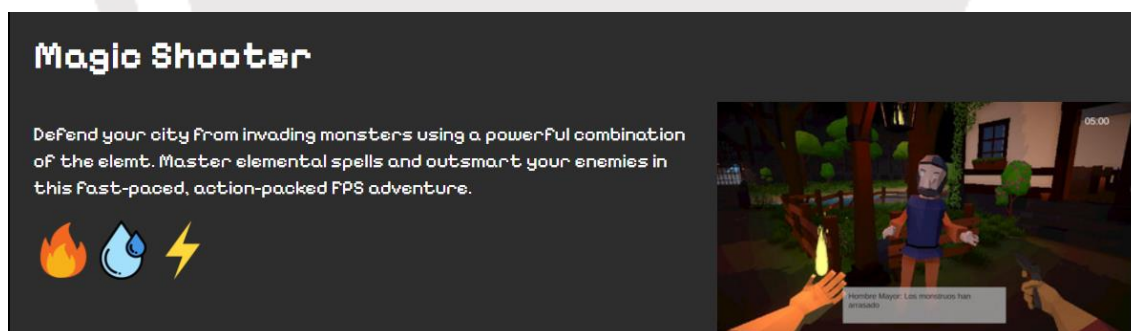 Magic Shooter
Defend your city from invading monsters using a powerful combination
of the elemt. Master elemental spells and outsmart your enemies in
this fast-paced, action-packed FPS adventure.
05:00
Hombre Mayor: Los monstruos han
arrasado